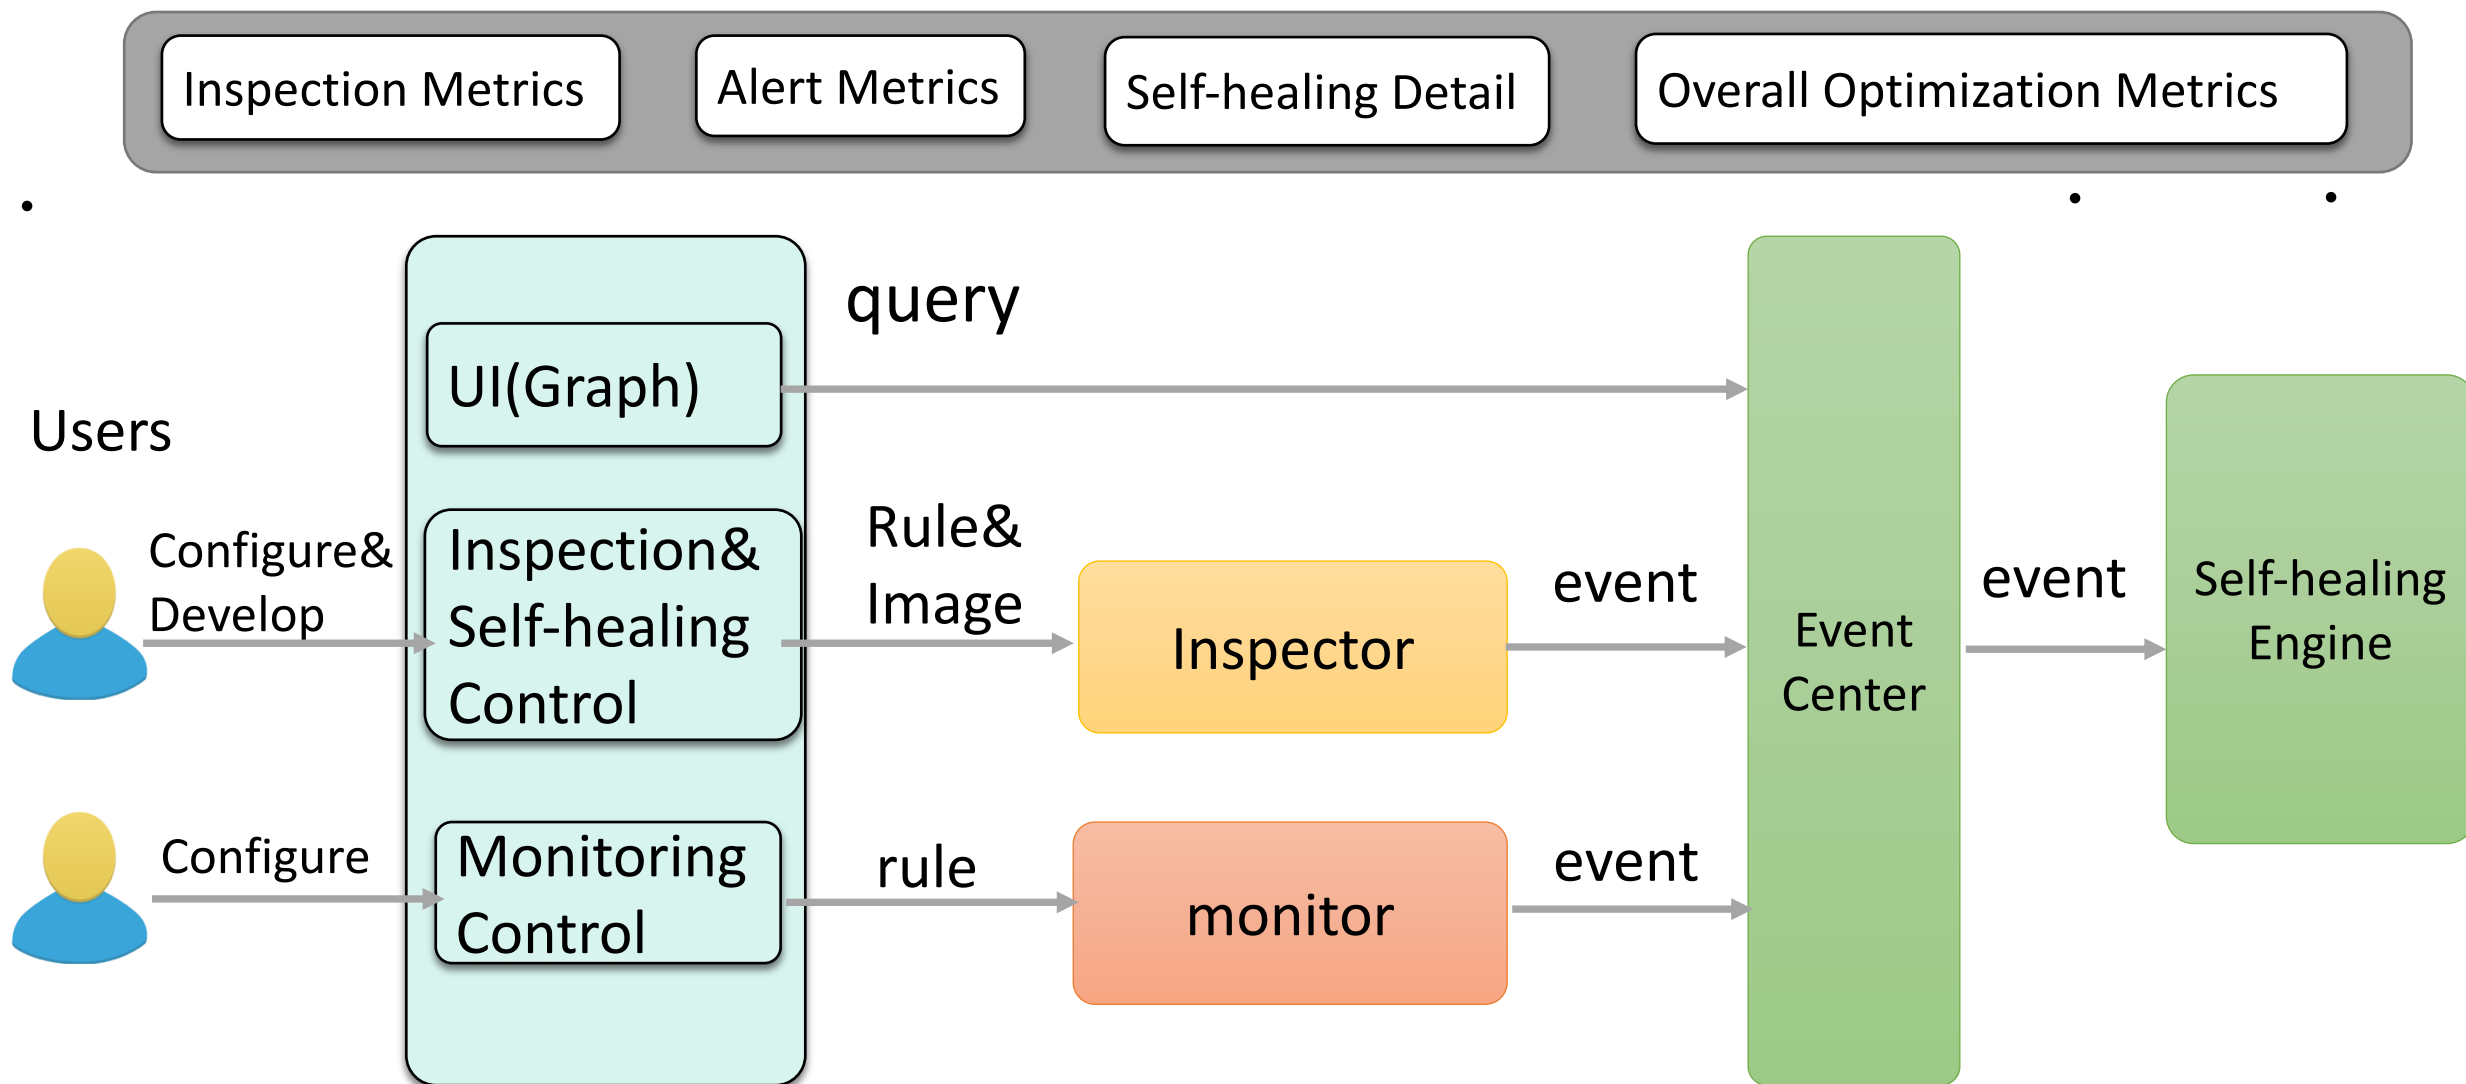 Inspection Metrics
Alert Metrics
Self-healing Detail
Overall Optimization Metrics
query
UI(Graph)
Users
Configure&
Develop
Inspection&
Self-healing
Control
Rule&
Image
Inspector
event
Event
Center
event
Self-healing
Engine
Configure
Monitoring
Control
rule
monitor
event